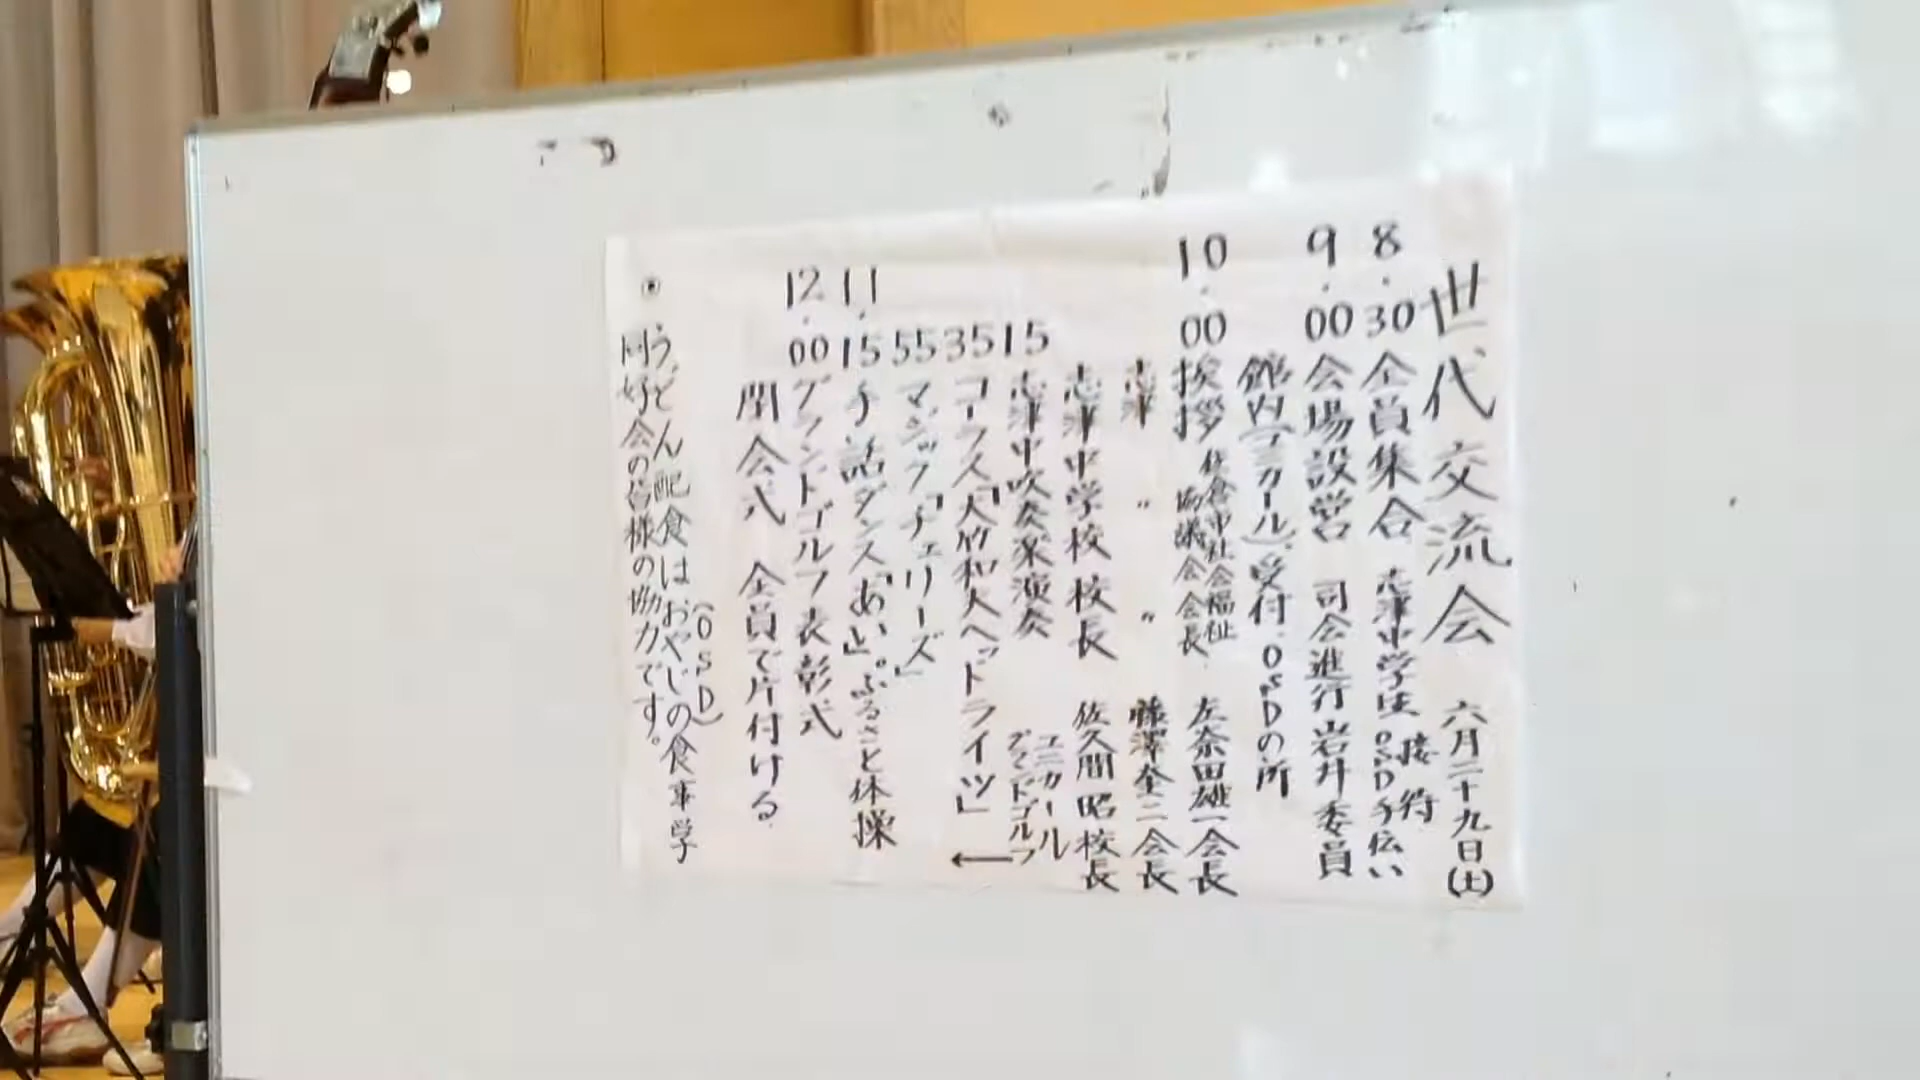 世代交流会 六月二十九日(土)
8.30 全員集合 志津中学生OSD手伝い
接待
9.00 会場設営 司会進行 岩井委員
館内(ユニカール)、受付、OSDの所
10.00 挨拶 佐倉市社会福祉協議会 会長 左奈田雄一会長
志津 〃 〃 藤澤 二会長
志津中学校 校長 佐久間 昭校長
15 志津中吹奏楽演奏 ユニカール
グランドゴルフ
35 コーラス「大竹和夫ヘッドライツ」 ←
55 マジック「チェリーズ」
11.15 手話ダンス「あい」。ふるさと体操
12.00 グランドゴルフ表彰式
閉会式 全員で片付ける
(OSD)
・うどん配食はおやじの食事学
同好会の皆様の協力です。